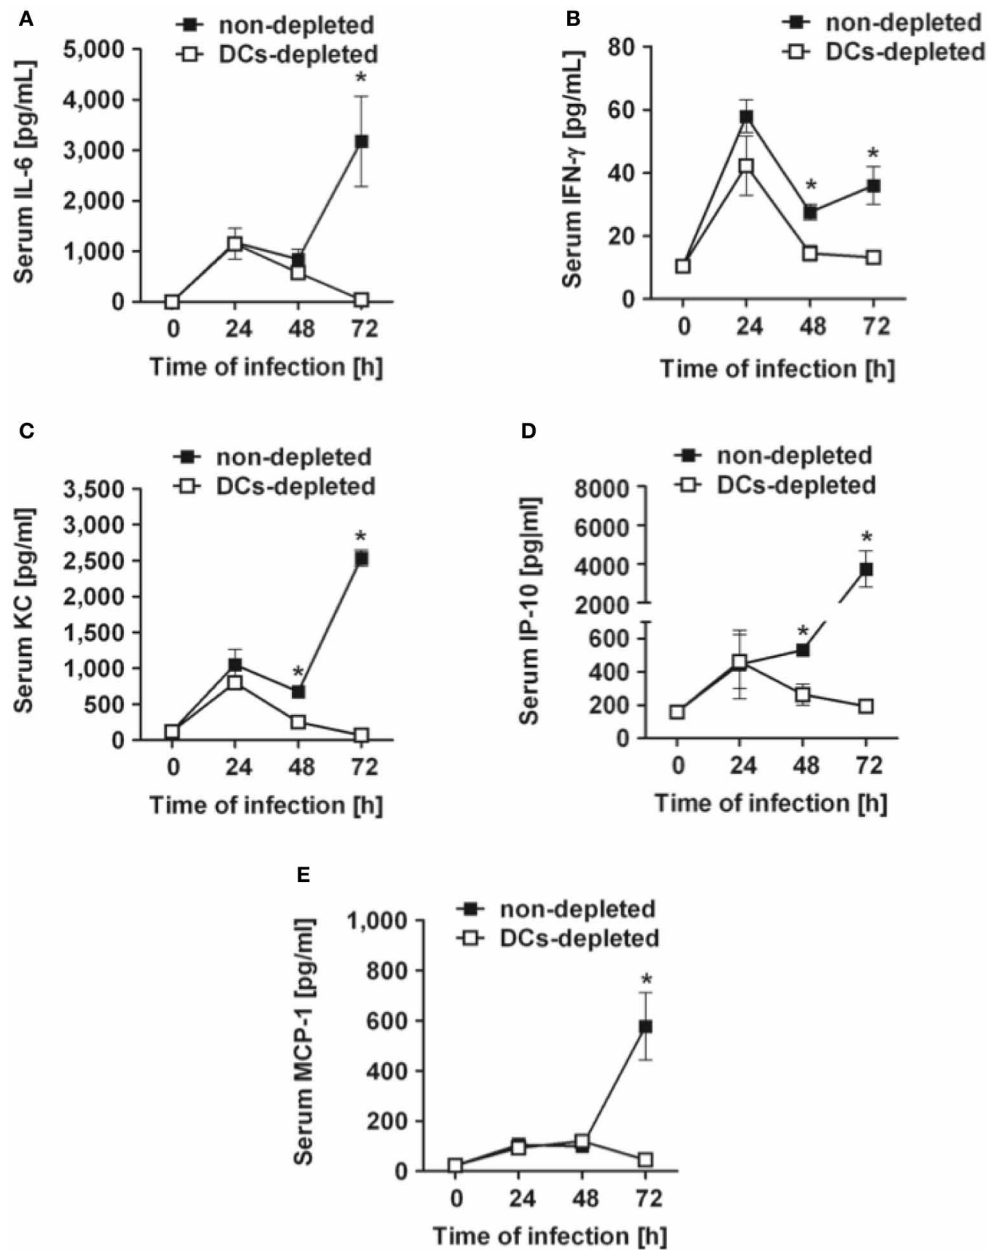 A
non-depleted
DCs-depleted
Serum IL-6 [pg/mL]
5,000
4,000
3,000
2,000
1,000
0
*
0 24 48 72
Time of infection [h]
B
non-depleted
DCs-depleted
Serum IFN-γ [pg/mL]
80
60
40
20
0
* *
0 24 48 72
Time of infection [h]
C
non-depleted
DCs-depleted
Serum KC [pg/ml]
3,500
3,000
2,500
2,000
1,500
1,000
500
0
* *
0 24 48 72
Time of infection [h]
D
non-depleted
DCs-depleted
Serum IP-10 [pg|ml]
8000
6000
4000
2000
600
400
200
0
* *
0 24 48 72
Time of infection [h]
E
non-depleted
DCs-depleted
Serum MCP-1 [pg/ml]
1,000
800
600
400
200
0
*
0 24 48 72
Time of infection [h]